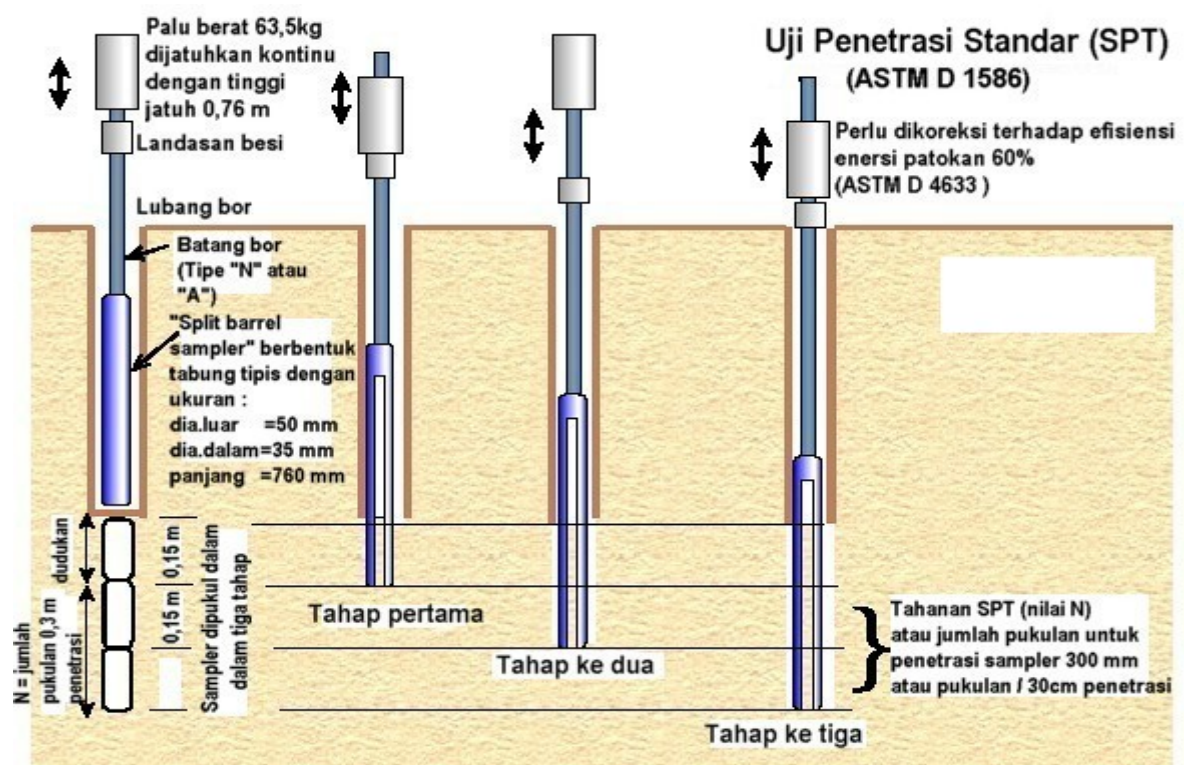 Uji Penetrasi Standar (SPT)
(ASTM D 1586)
Palu berat 63,5kg
dijatuhkan kontinu
dengan tinggi
jatuh 0,76 m
Landasan besi
Perlu dikoreksi terhadap efisiensi
enersi patokan 60%
(ASTM D 4633 )
Lubang bor
Batang bor
(Tipe "N" atau
"A")
"Split barrel
sampler" berbentuk
tabung tipis dengan
ukuran :
dia.luar =50 mm
dia.dalam=35 mm
panjang =760 mm
dudukan
0,15 m
N = jumlah
pukulan 0,3 m
penetrasi
0,15 m
Sampler dipukul dalam
dalam tiga tahap
Tahap pertama
Tahap ke dua
Tahap ke tiga
Tahanan SPT (nilai N)
atau jumlah pukulan untuk
penetrasi sampler 300 mm
atau pukulan / 30cm penetrasi